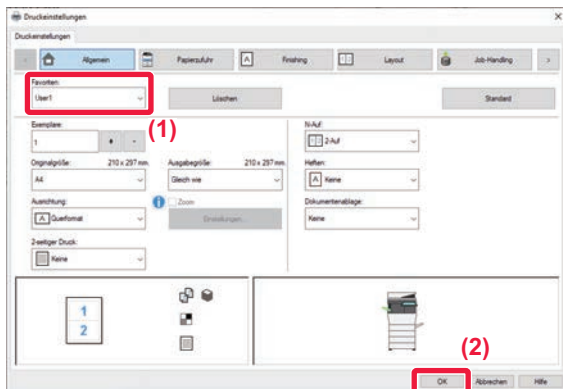 Druckeinstellungen
Druckeinstellungen
Allgemein Papierzufuhr Finishing Layout Job-Handling
Favoriten:
User1 Löschen Standard
(1)
Exemplare: N-Auf:
1 + - 2-Auf
Originalgröße: 210 x 297 mm. Ausgabegröße: 210 x 297 mm. Heften:
A4 Gleich wie Keine
Ausrichtung: Zoom Dokumentenablage:
Querformat Einstellungen... Keine
2-seitiger Druck:
Keine
1
2
(2)
OK Abbrechen Hilfe